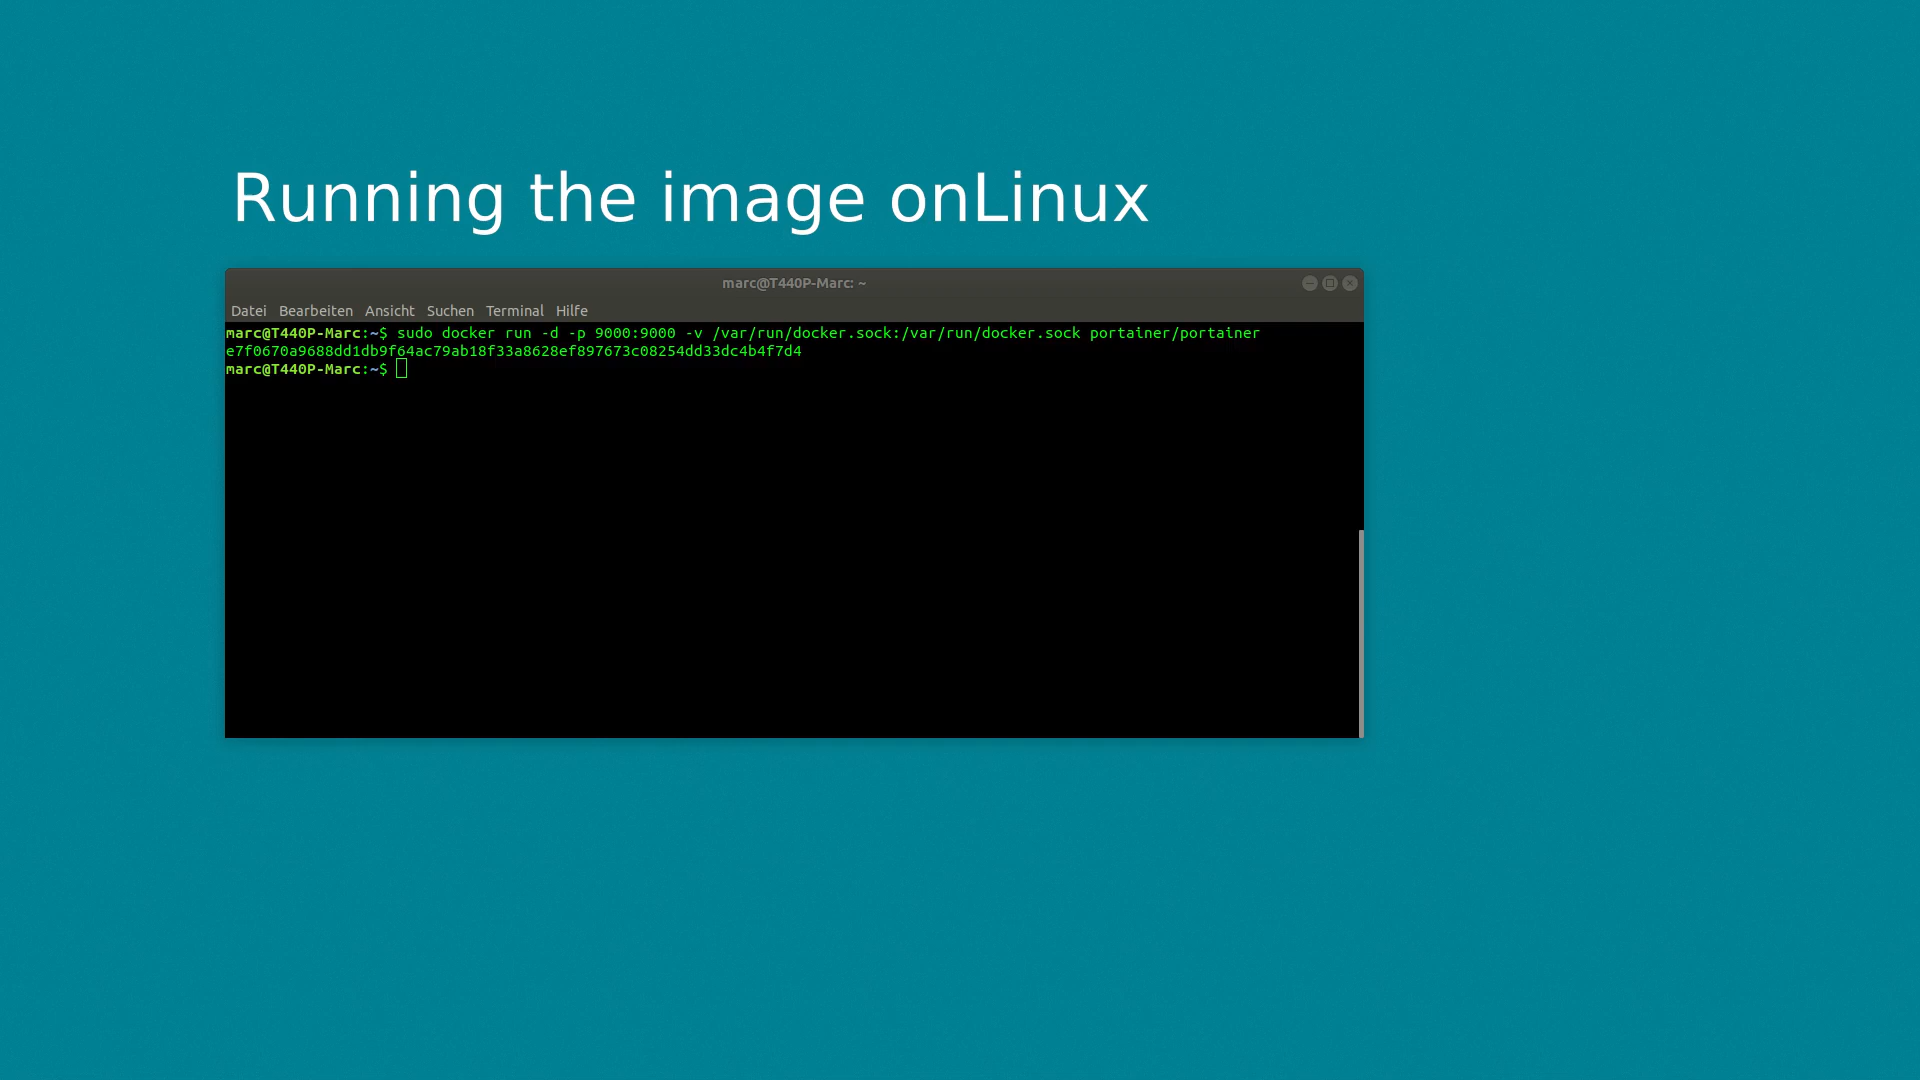 Running the image onLinux
marc@T440P-Marc: ~
Datei Bearbeiten Ansicht Suchen Terminal Hilfe
marc@T440P-Marc:~$ sudo docker run -d -p 9000:9000 -v /var/run/docker.sock:/var/run/docker.sock portainer/portainer
e7f0670a9688dd1db9f64ac79ab18f33a8628ef897673c08254dd33dc4b4f7d4
marc@T440P-Marc:~$